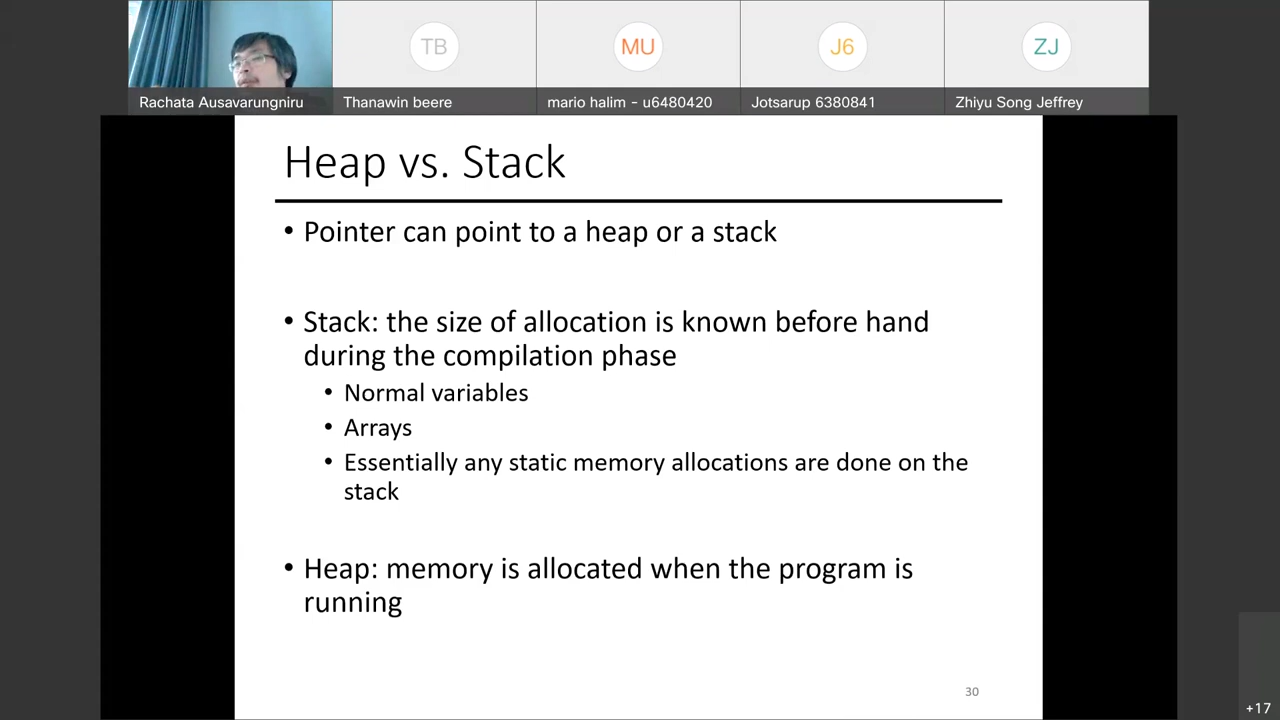 TB
MU
J6
ZJ
Rachata Ausavarungniru
Thanawin beere
mario halim - u6480420
Jotsarup 6380841
Zhiyu Song Jeffrey
Heap vs. Stack
• Pointer can point to a heap or a stack
• Stack: the size of allocation is known before hand
during the compilation phase
• Normal variables
• Arrays
• Essentially any static memory allocations are done on the
stack
• Heap: memory is allocated when the program is
running
30
+17